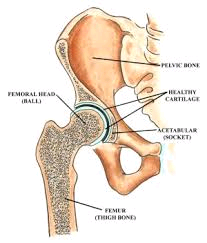 PELVIC BONE
FEMORAL HEAD
(BALL)
HEALTHY
CARTILAGE
ACETABULAR
(SOCKET)
FEMUR
(THIGH BONE)